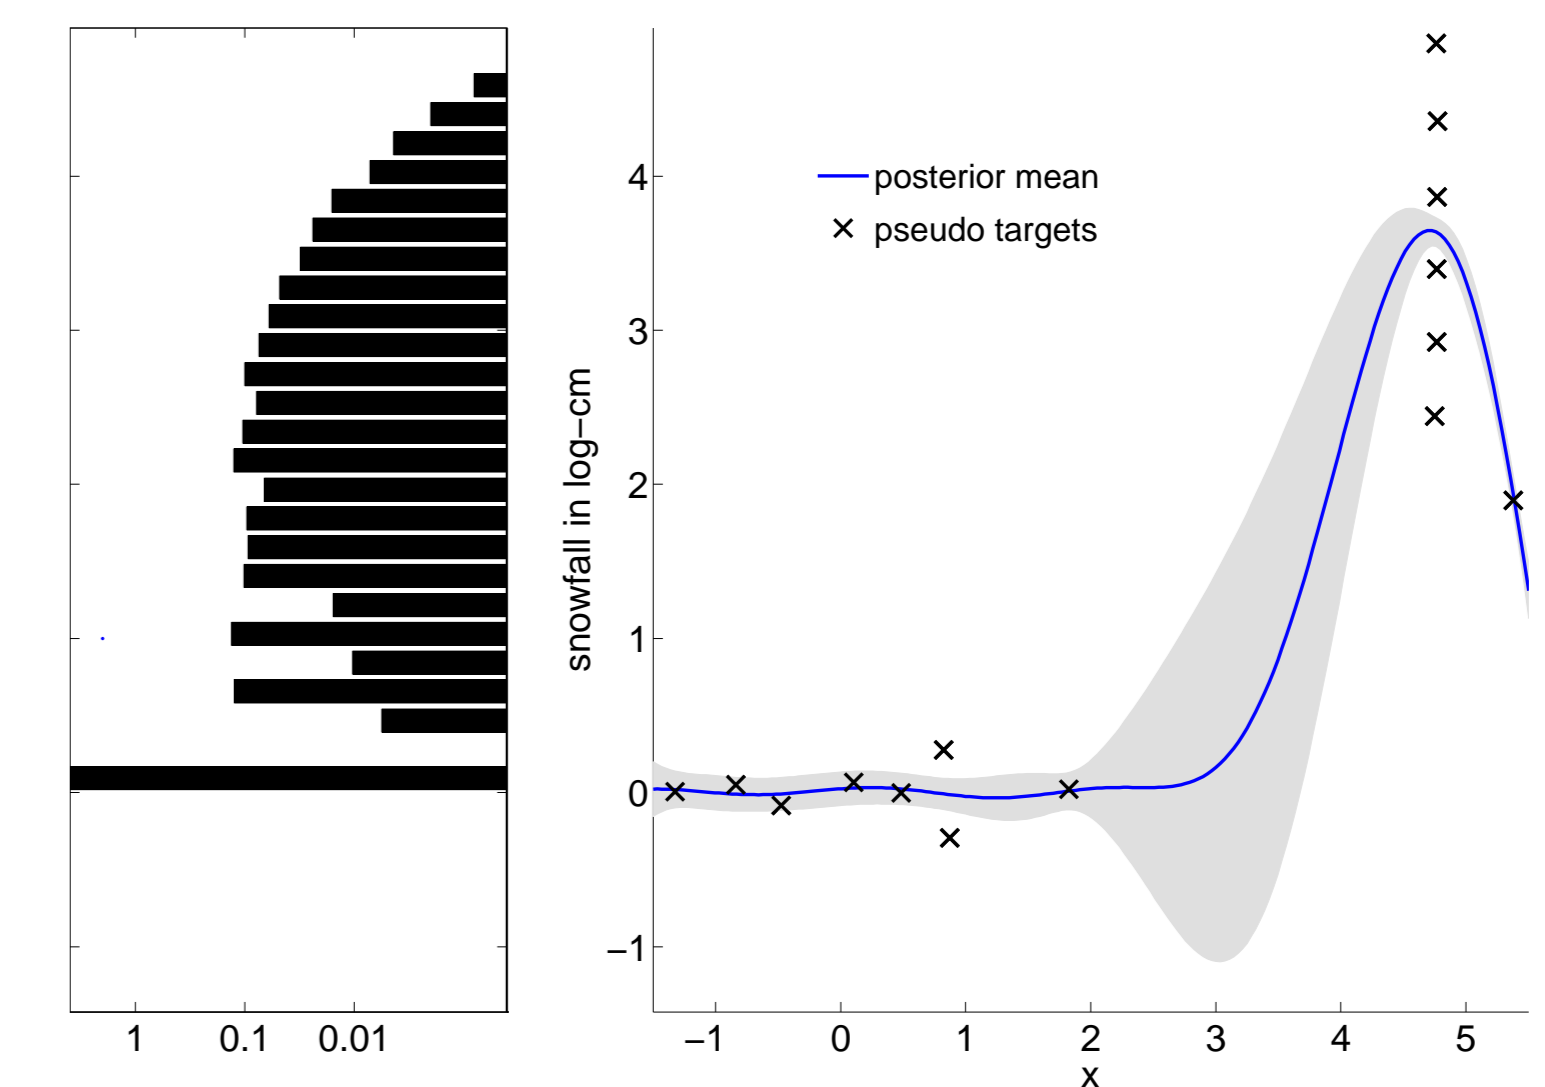 posterior mean
pseudo targets
snowfall in log−cm
4
3
2
1
0
−1
1 0.1 0.01
−1 0 1 2 3 4 5
x